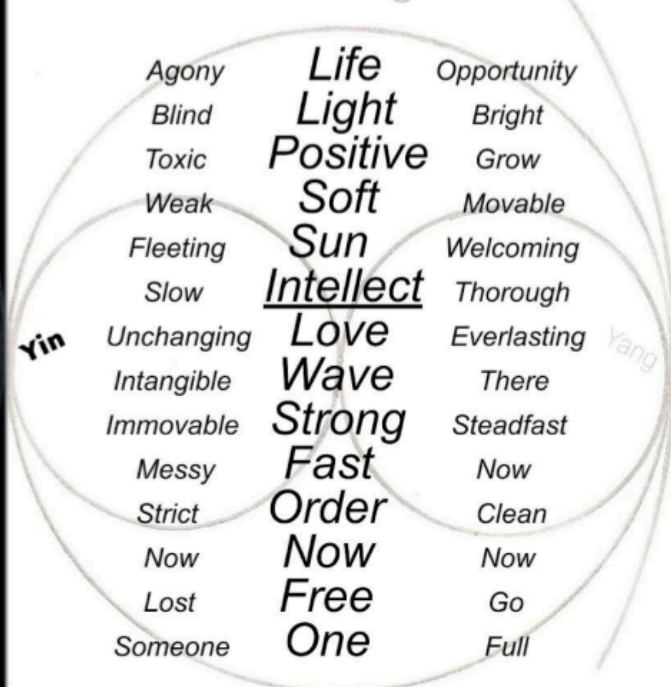 Agony Life Opportunity
Blind Light Bright
Toxic Positive Grow
Weak Soft Movable
Fleeting Sun Welcoming
Slow Intellect Thorough
Yin Unchanging Love Everlasting Yang
Intangible Wave There
Immovable Strong Steadfast
Messy Fast Now
Strict Order Clean
Now Now Now
Lost Free Go
Someone One Full